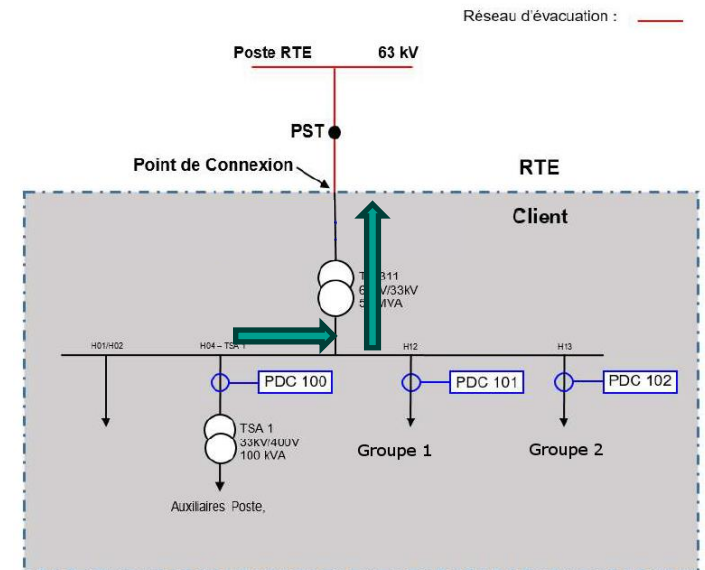 Réseau d'évacuation :
Poste RTE 63 kV
PST
Point de Connexion
RTE
Client
H01/H02
H04 – TSA 1
H12
H13
PDC 100
PDC 101
PDC 102
TSA 1
33kV/400V
100 kVA
Groupe 1
Groupe 2
Auxiliaires Poste,